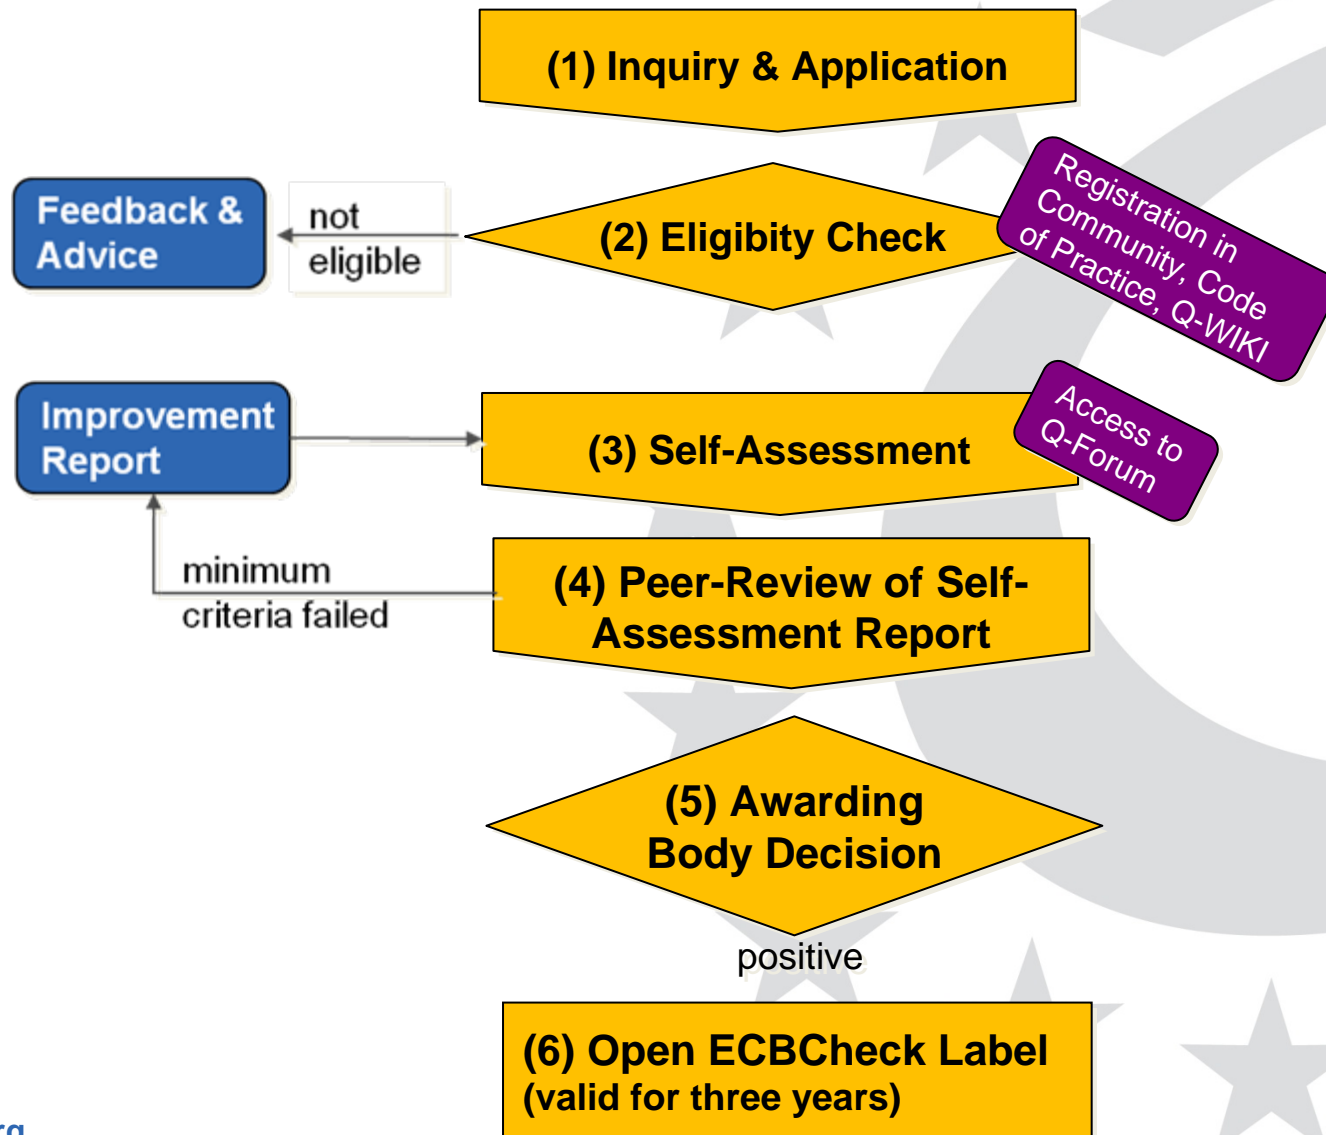 (1) Inquiry & Application
Feedback &
Advice
not
eligible
(2) Eligibity Check
Registration in
Community, Code
of Practice, Q-WIKI
Improvement
Report
(3) Self-Assessment
Access to
Q-Forum
minimum
criteria failed
(4) Peer-Review of Self-
Assessment Report
(5) Awarding
Body Decision
positive
(6) Open ECBCheck Label
(valid for three years)